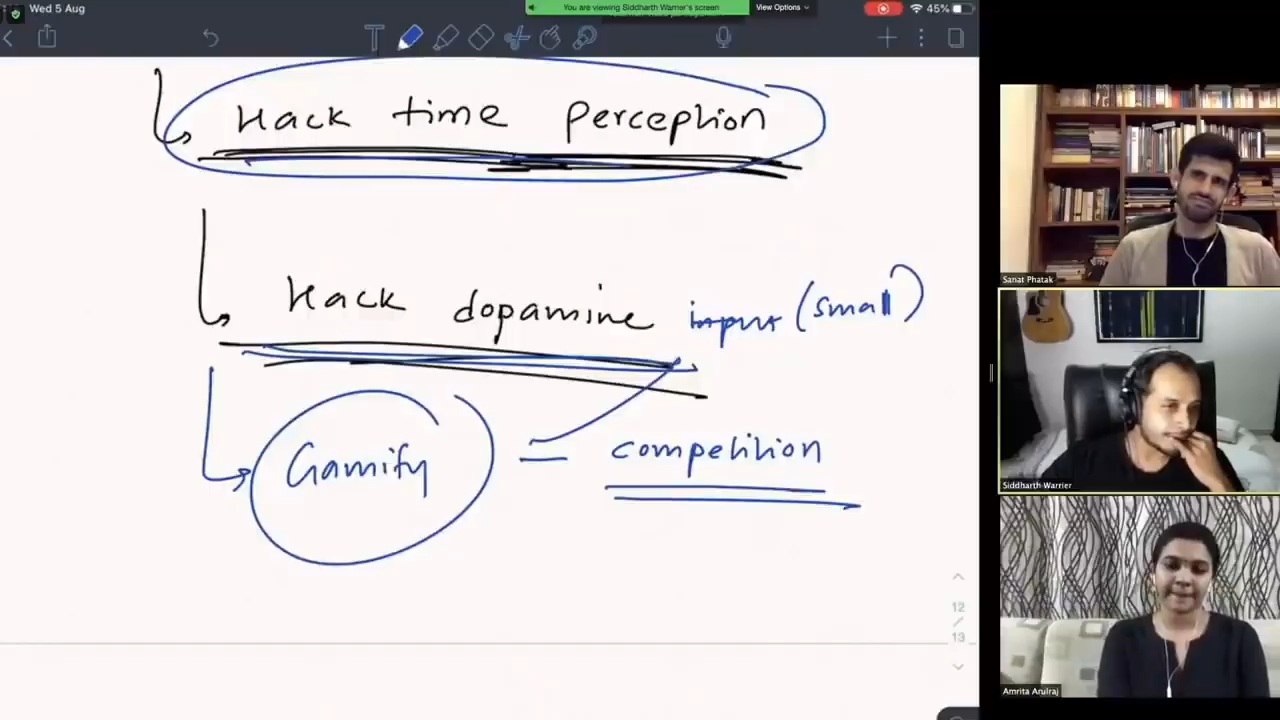 Wed 5 Aug
You are viewing Siddharth Warrier's screen
View Options
45%
Hack time perception
Hack dopamine input (small)
Gamify = competition
12
/
13
Sanat Phatak
Siddharth Warrier
Amrita Arulraj